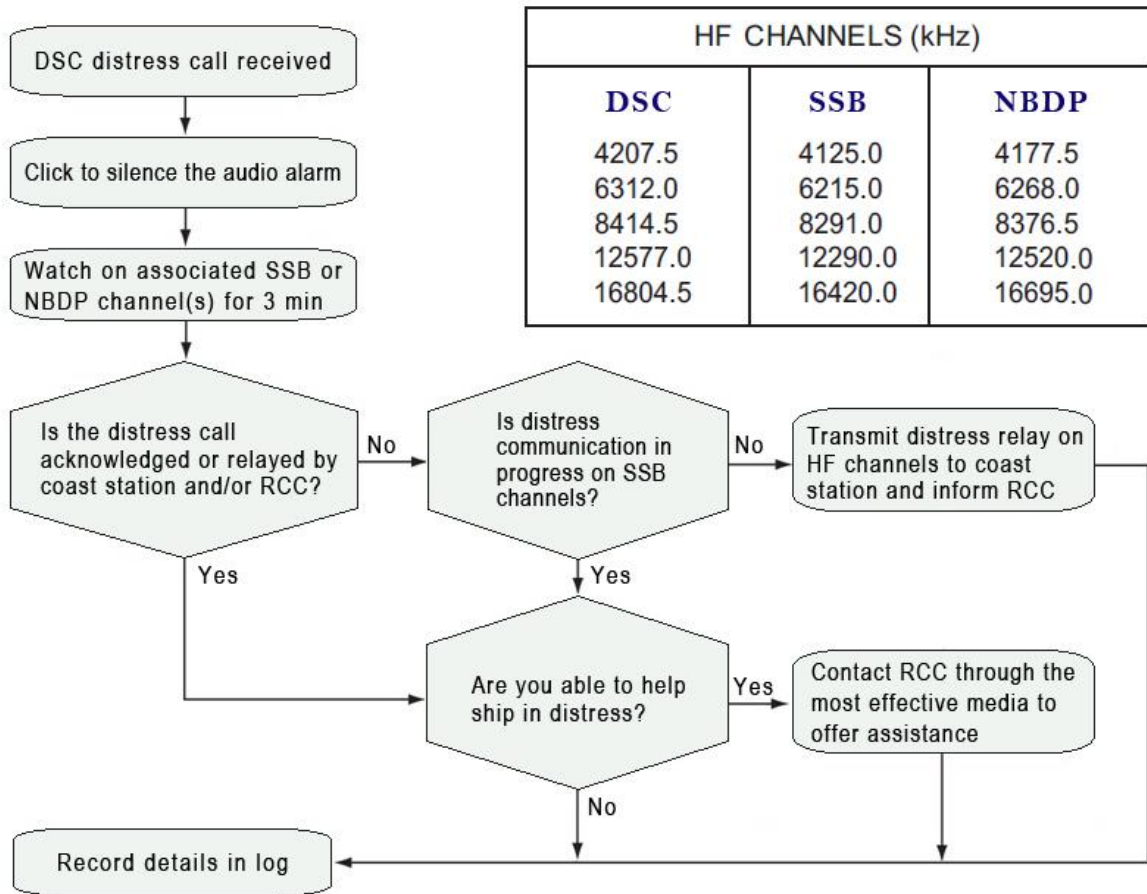 DSC distress call received
Click to silence the audio alarm
Watch on associated SSB or
NBDP channel(s) for 3 min
HF CHANNELS (kHz)
DSC SSB NBDP
4207.5 4125.0 4177.5
6312.0 6215.0 6268.0
8414.5 8291.0 8376.5
12577.0 12290.0 12520.0
16804.5 16420.0 16695.0
Is the distress call
acknowledged or relayed by
coast station and/or RCC?
No
Yes
Is distress
communication in
progress on SSB
channels?
No
Yes
Transmit distress relay on
HF channels to coast
station and inform RCC
Are you able to help
ship in distress?
Yes
No
Contact RCC through the
most effective media to
offer assistance
Record details in log